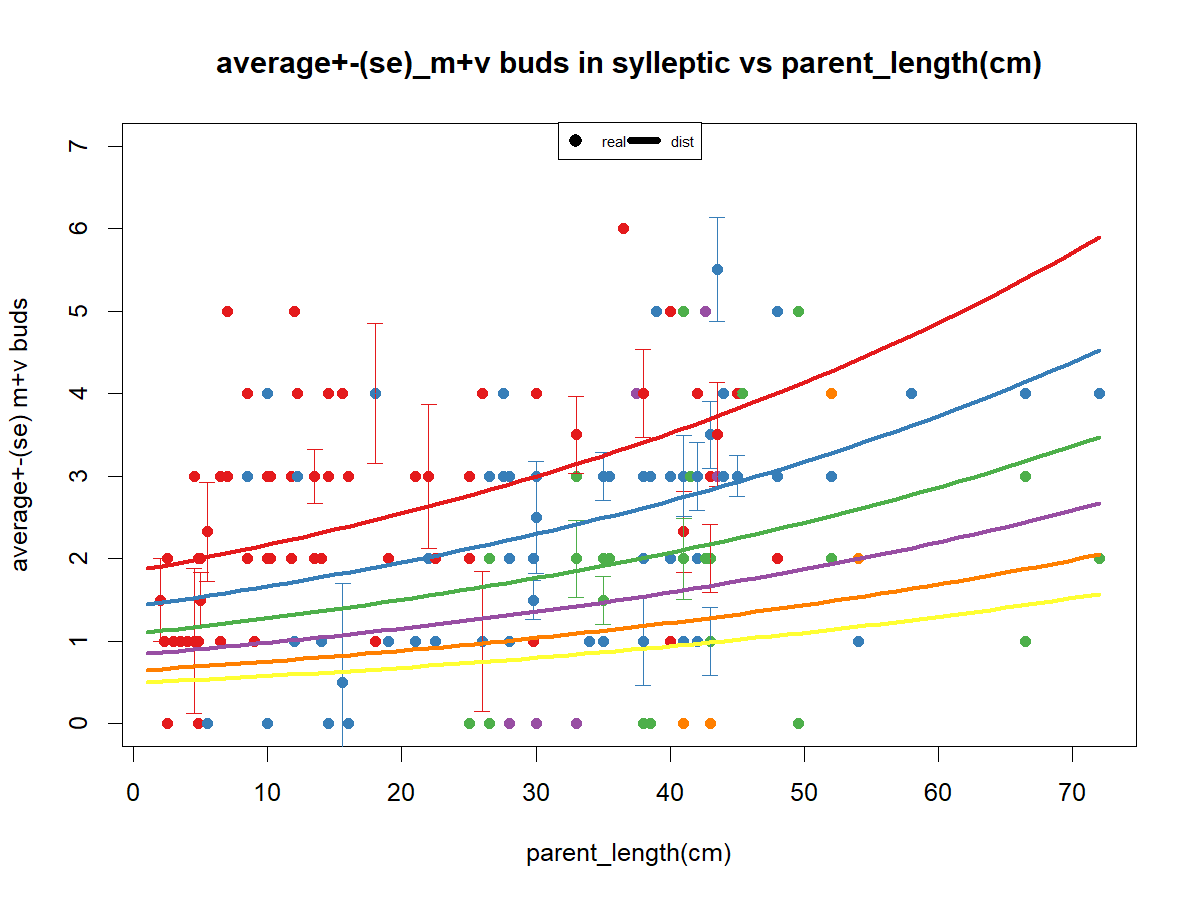 average+-(se)_m+v buds in sylleptic vs parent_length(cm)
real dist
average+-(se) m+v buds
7
6
5
4
3
2
1
0
0 10 20 30 40 50 60 70
parent_length(cm)